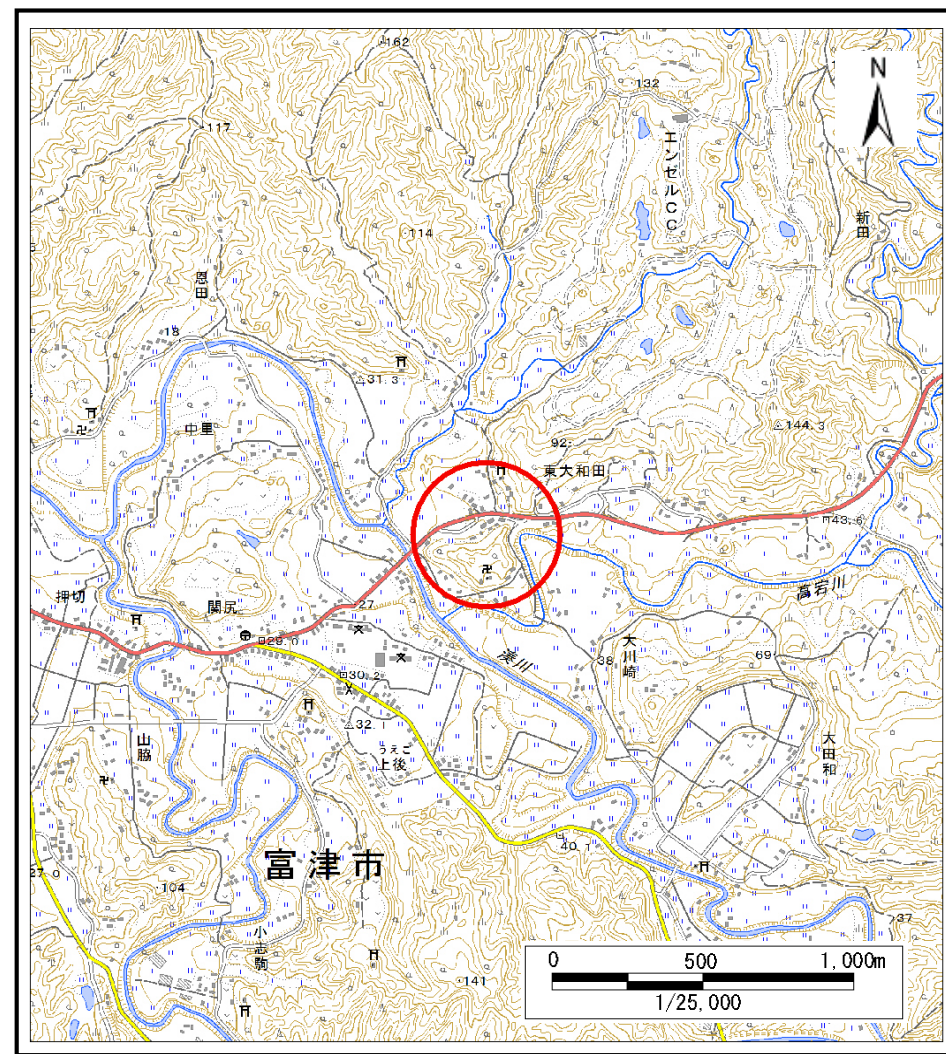 162
N
132
117
エンゼルCC
新田
114
恩田
50
18
31.3
中里
92
144.3
東大和田
43.6
高宕川
押切
関尻
27
29.0
大川崎
湊川
38
69
30.2
32
山脇
うえご
上後
大田和
50
40.1
富津市
27.0
104
37
小志駒
141
0 500 1,000m
1/25,000